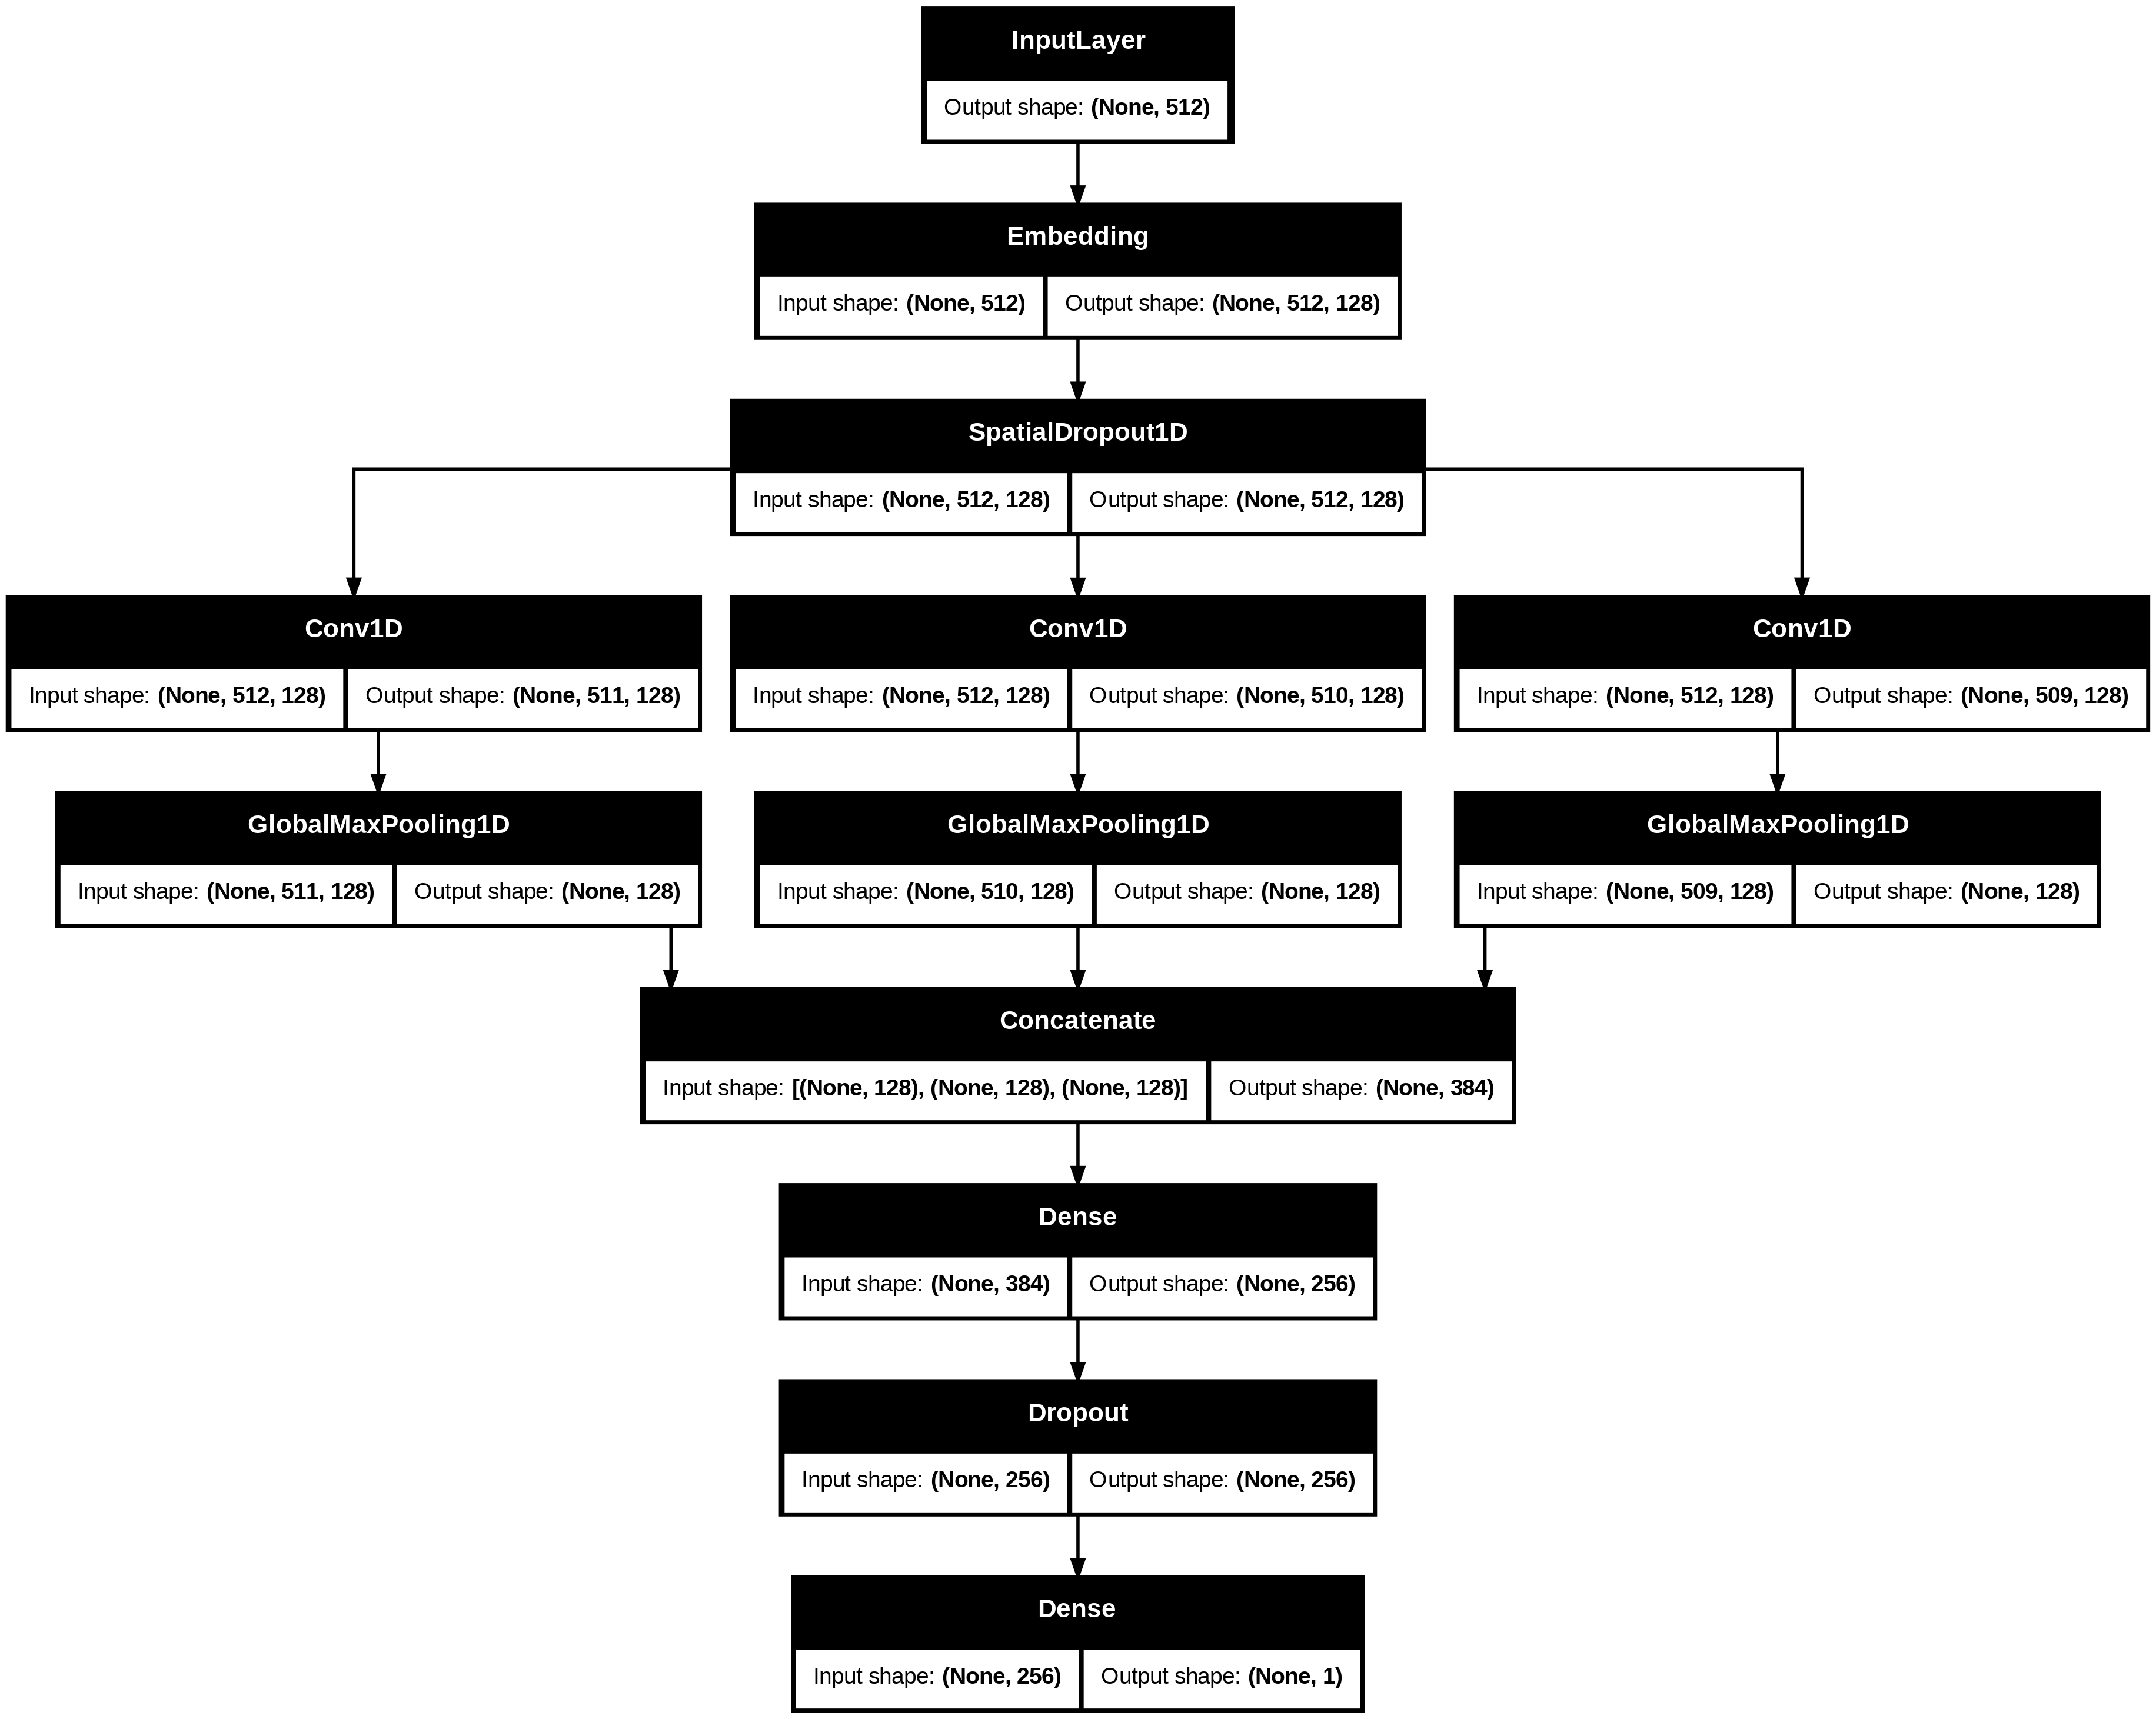 InputLayer
Output shape: (None, 512)
Embedding
Input shape: (None, 512) Output shape: (None, 512, 128)
SpatialDropout1D
Input shape: (None, 512, 128) Output shape: (None, 512, 128)
Conv1D
Input shape: (None, 512, 128) Output shape: (None, 511, 128)
Conv1D
Input shape: (None, 512, 128) Output shape: (None, 510, 128)
Conv1D
Input shape: (None, 512, 128) Output shape: (None, 509, 128)
GlobalMaxPooling1D
Input shape: (None, 511, 128) Output shape: (None, 128)
GlobalMaxPooling1D
Input shape: (None, 510, 128) Output shape: (None, 128)
GlobalMaxPooling1D
Input shape: (None, 509, 128) Output shape: (None, 128)
Concatenate
Input shape: [(None, 128), (None, 128), (None, 128)] Output shape: (None, 384)
Dense
Input shape: (None, 384) Output shape: (None, 256)
Dropout
Input shape: (None, 256) Output shape: (None, 256)
Dense
Input shape: (None, 256) Output shape: (None, 1)